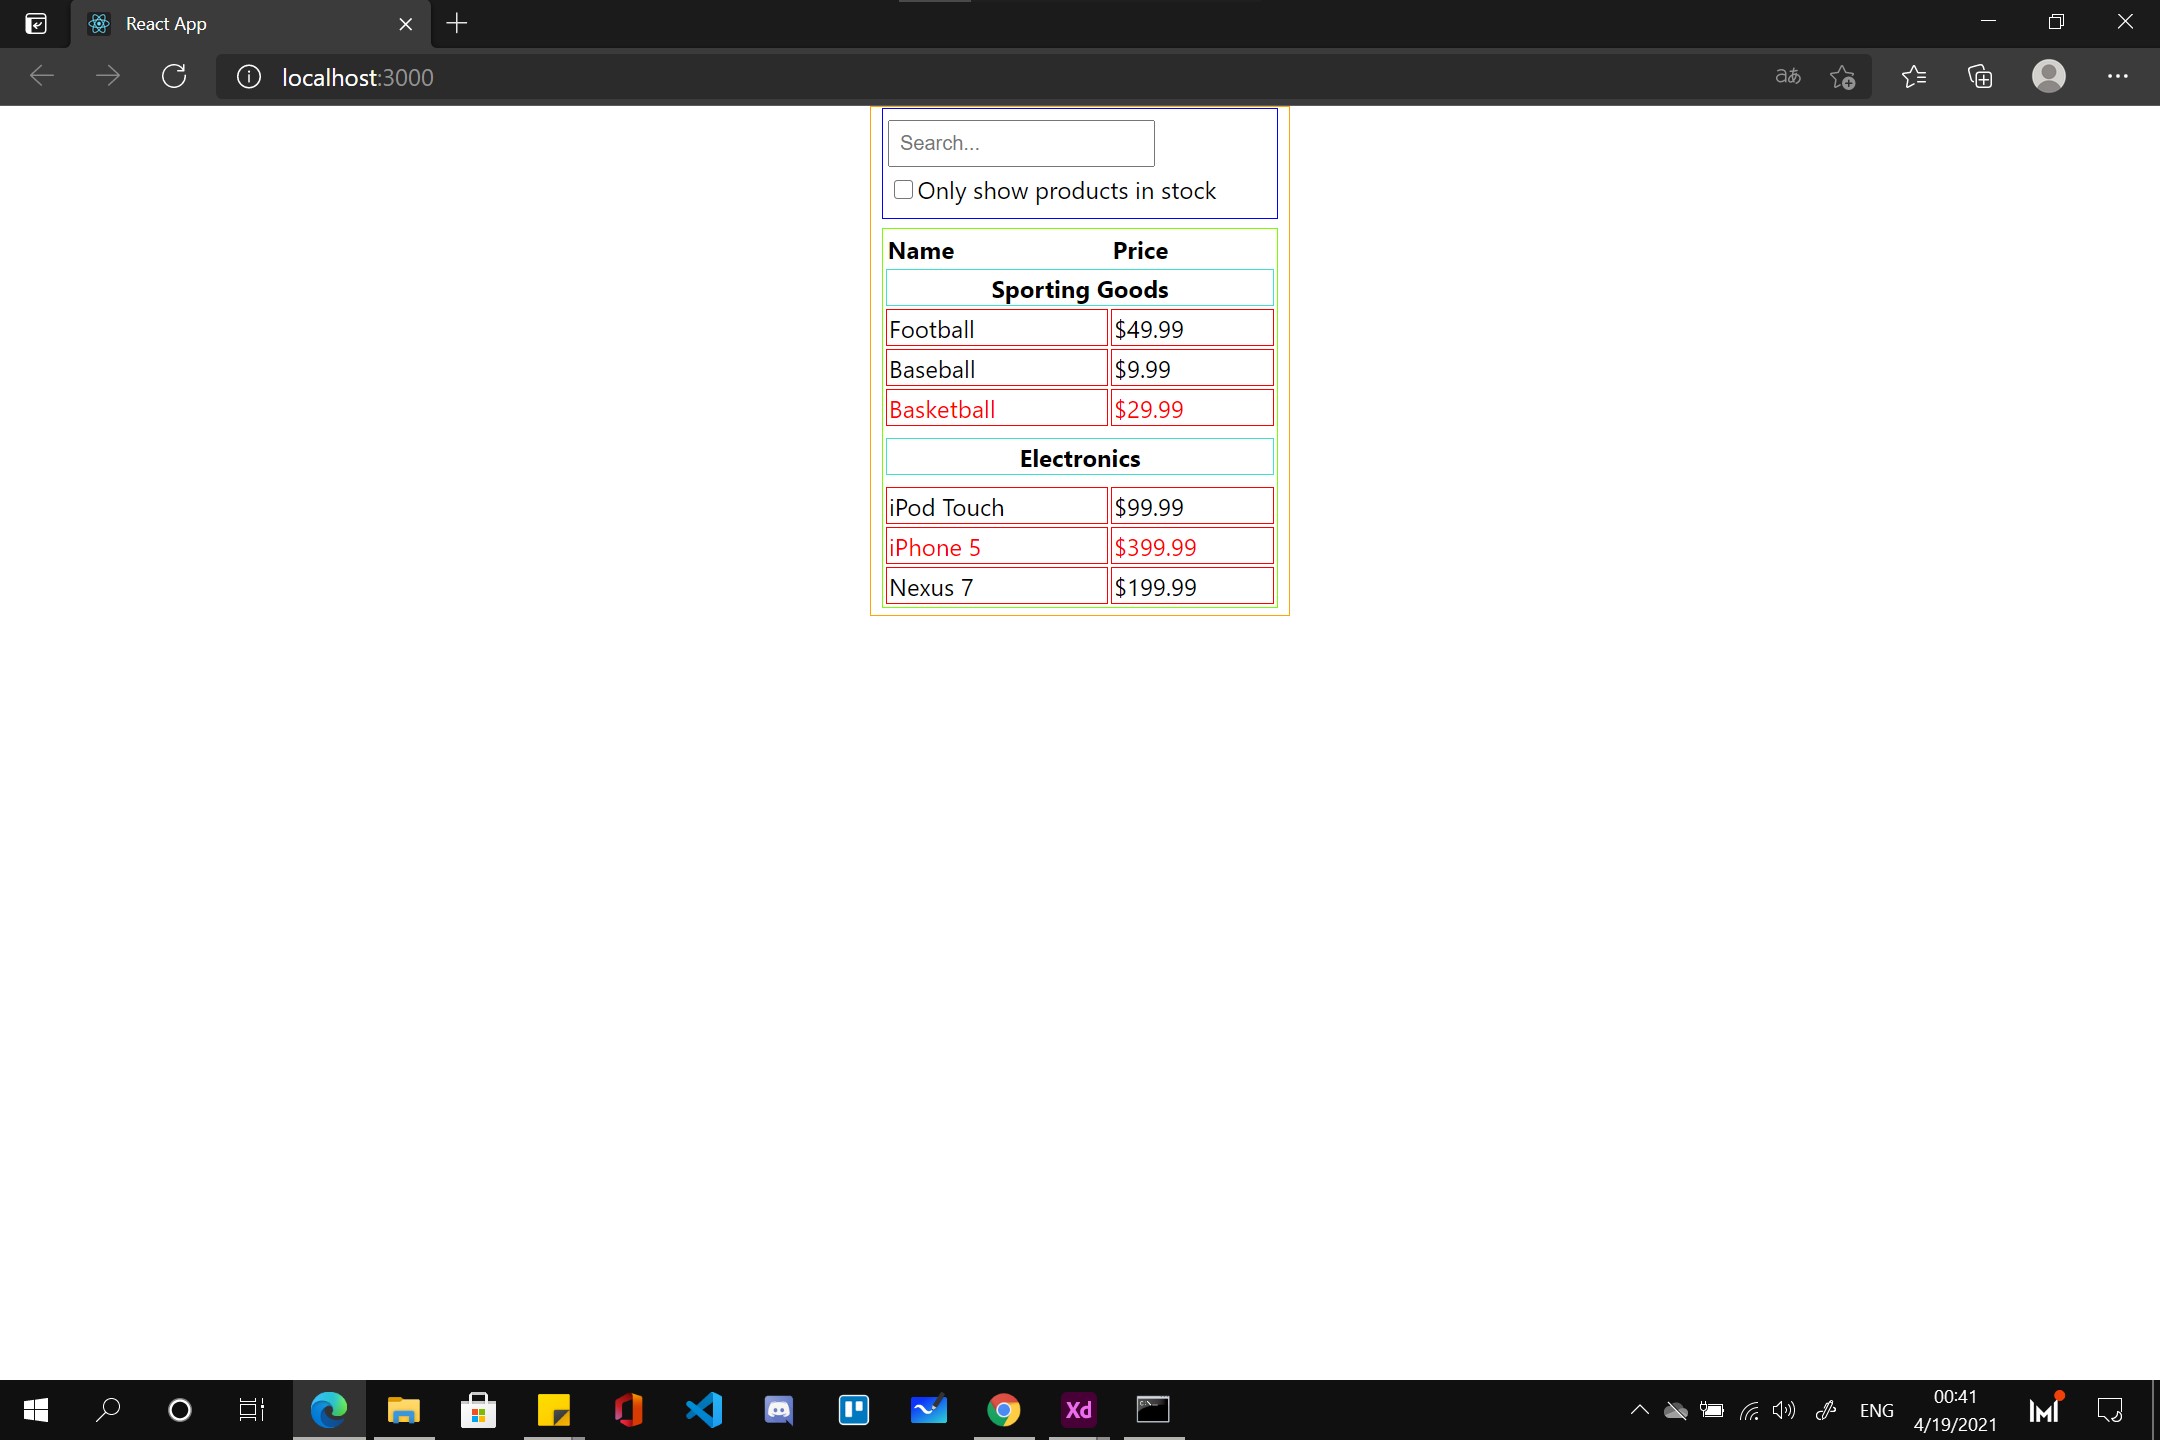 React App
localhost:3000
aあ
Search...
Only show products in stock
Name Price
Sporting Goods
Football $49.99
Baseball $9.99
Basketball $29.99
Electronics
iPod Touch $99.99
iPhone 5 $399.99
Nexus 7 $199.99
Xd
ENG
00:41
4/19/2021